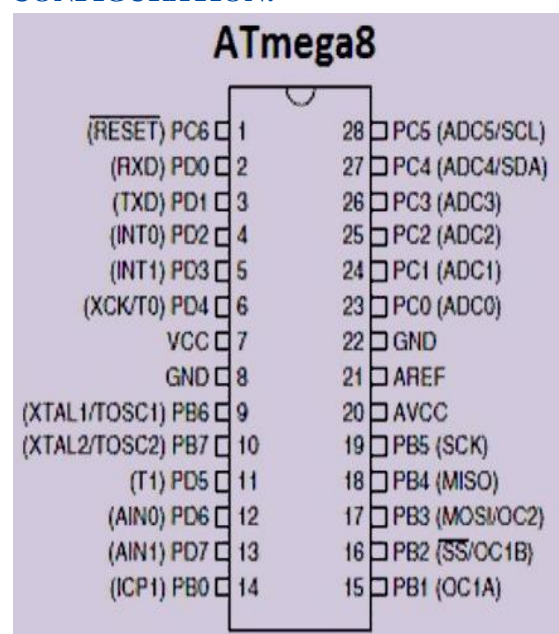 ATmega8
(RESET) PC6 1 28 PC5 (ADC5/SCL)
(RXD) PD0 2 27 PC4 (ADC4/SDA)
(TXD) PD1 3 26 PC3 (ADC3)
(INT0) PD2 4 25 PC2 (ADC2)
(INT1) PD3 5 24 PC1 (ADC1)
(XCK/T0) PD4 6 23 PC0 (ADC0)
VCC 7 22 GND
GND 8 21 AREF
(XTAL1/TOSC1) PB6 9 20 AVCC
(XTAL2/TOSC2) PB7 10 19 PB5 (SCK)
(T1) PD5 11 18 PB4 (MISO)
(AIN0) PD6 12 17 PB3 (MOSI/OC2)
(AIN1) PD7 13 16 PB2 (SS/OC1B)
(ICP1) PB0 14 15 PB1 (OC1A)